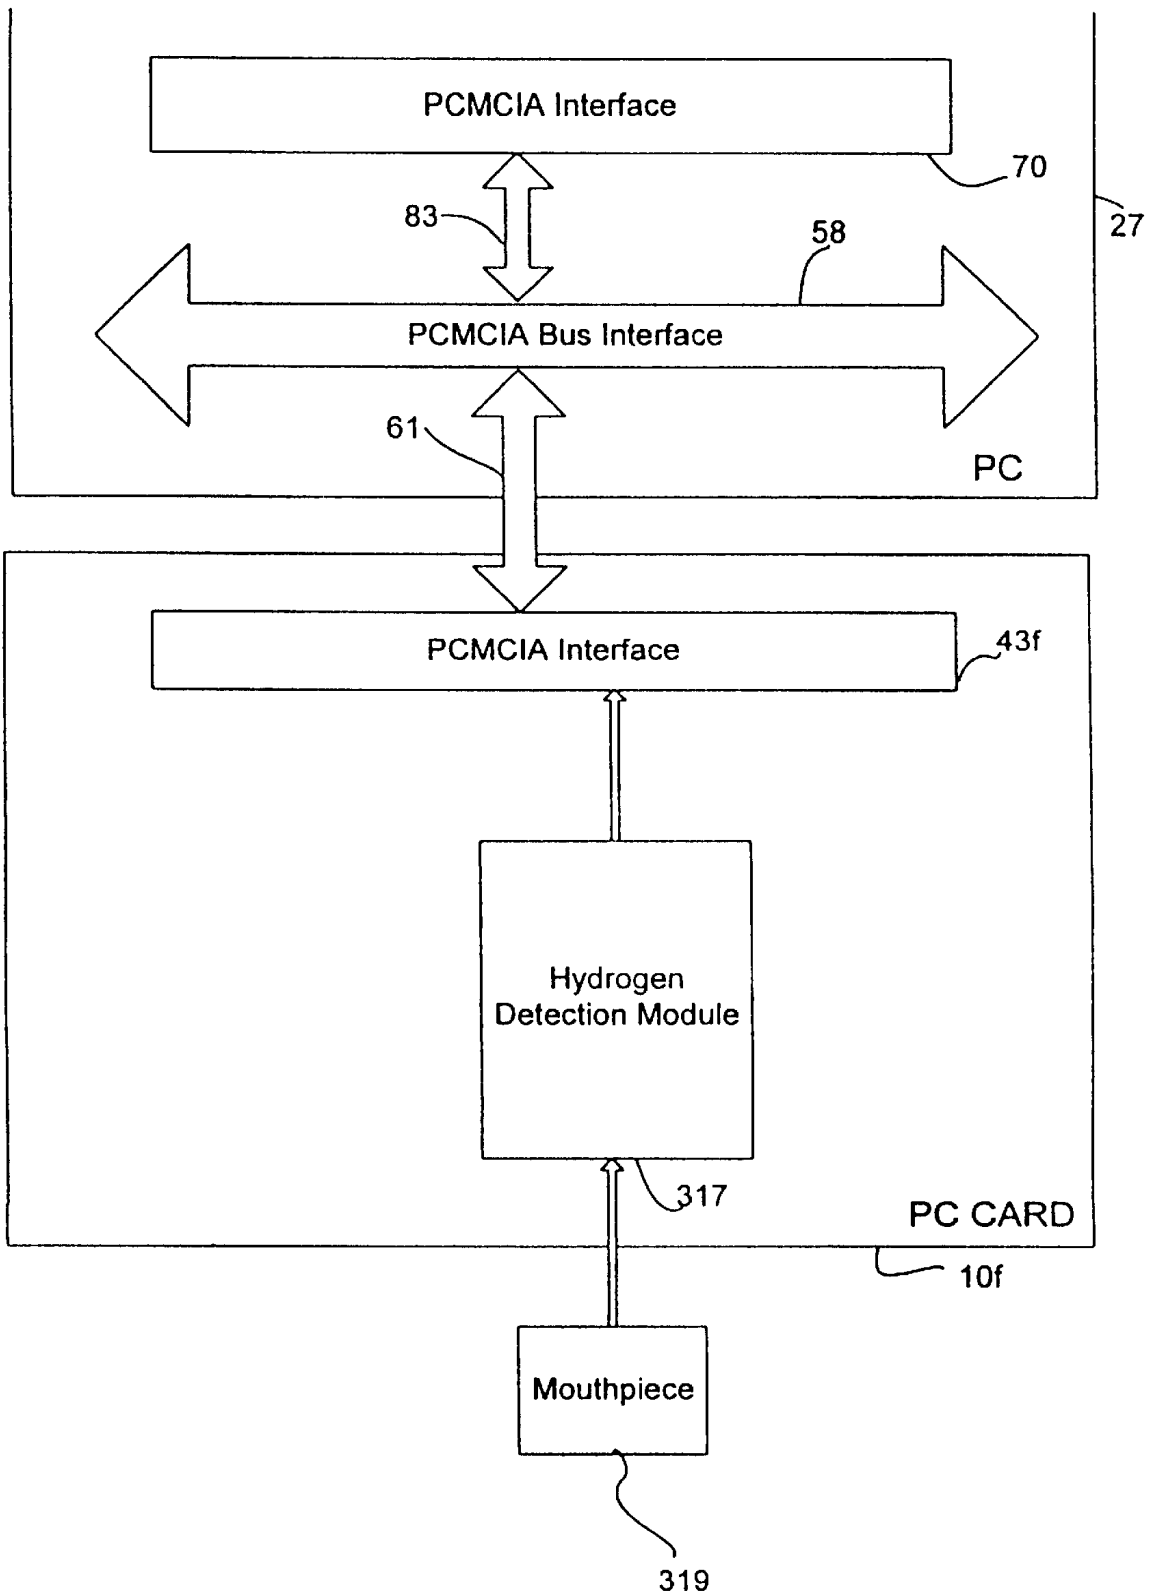 PCMCIA Interface
70
83
27
58
PCMCIA Bus Interface
61
PC
PCMCIA Interface
43f
Hydrogen
Detection Module
317
PC CARD
10f
Mouthpiece
319